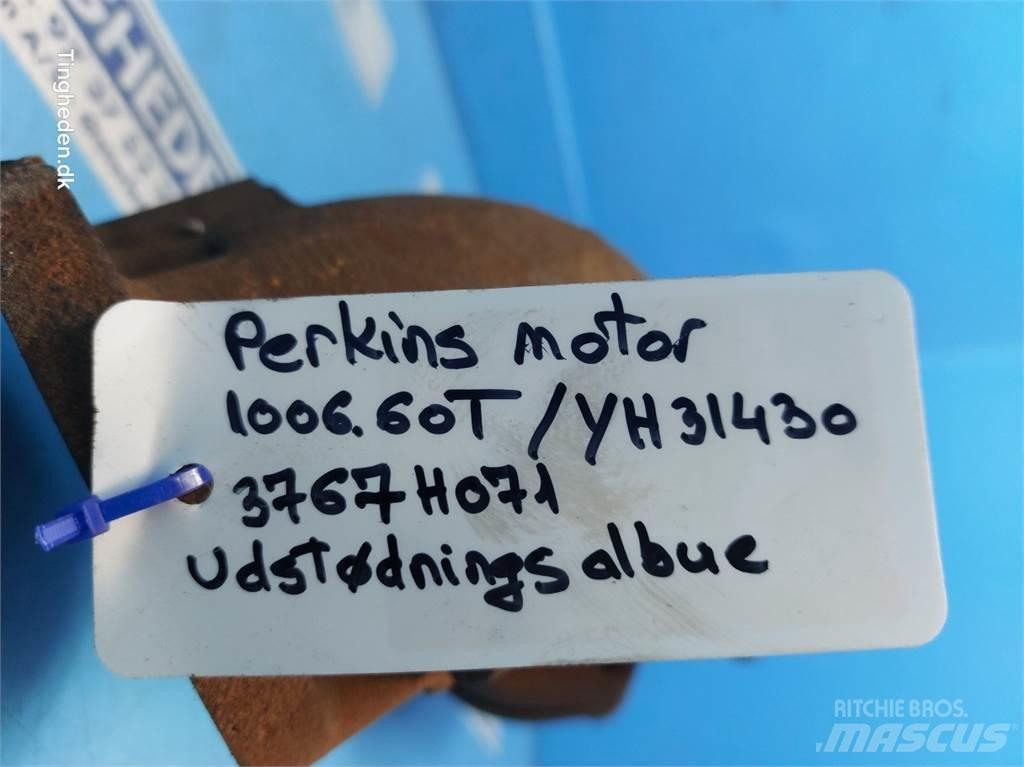 Perkins motor
1006.60T/YH31430
3767H071
Udstødningsalbue
Tingheden.dk
RITCHIE BROS.
MASCUS